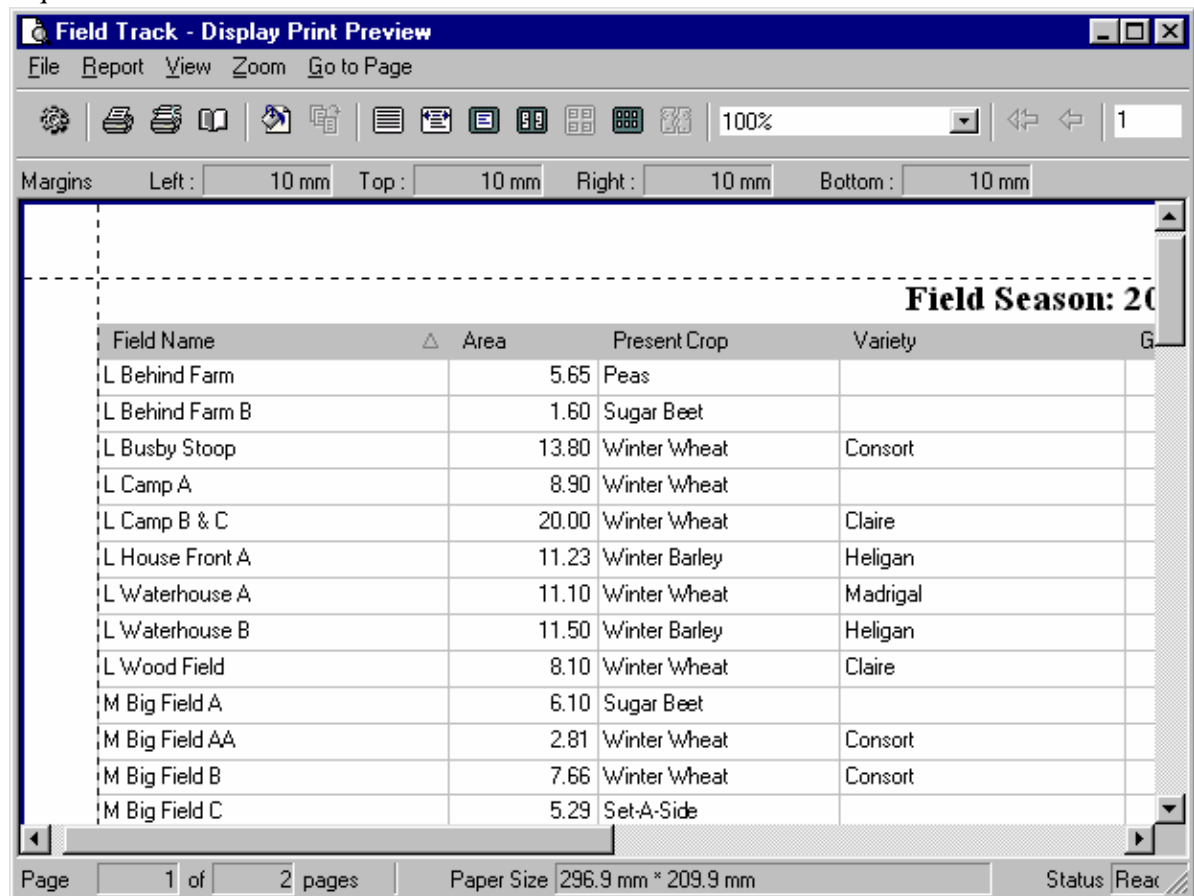 Field Track - Display Print Preview
File Report View Zoom Go to Page
100% 1
Margins Left : 10 mm Top : 10 mm Right : 10 mm Bottom : 10 mm
Field Season: 20
Field Name Area Present Crop Variety G
L Behind Farm 5.65 Peas
L Behind Farm B 1.60 Sugar Beet
L Busby Stoop 13.80 Winter Wheat Consort
L Camp A 8.90 Winter Wheat
L Camp B & C 20.00 Winter Wheat Claire
L House Front A 11.23 Winter Barley Heligan
L Waterhouse A 11.10 Winter Wheat Madrigal
L Waterhouse B 11.50 Winter Barley Heligan
L Wood Field 8.10 Winter Wheat Claire
M Big Field A 6.10 Sugar Beet
M Big Field AA 2.81 Winter Wheat Consort
M Big Field B 7.66 Winter Wheat Consort
M Big Field C 5.29 Set-A-Side
Page 1 of 2 pages Paper Size 296.9 mm * 209.9 mm Status Reac